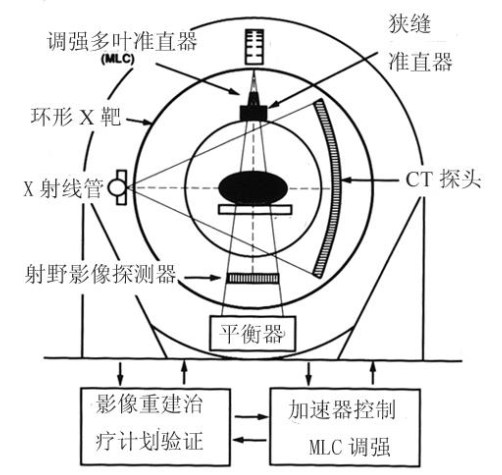 调强多叶准直器
(MLC)
狭缝
准直器
环形 X 靶
X 射线管
CT 探头
射野影像探测器
平衡器
影像重建治
疗计划验证
加速器控制
MLC 调强